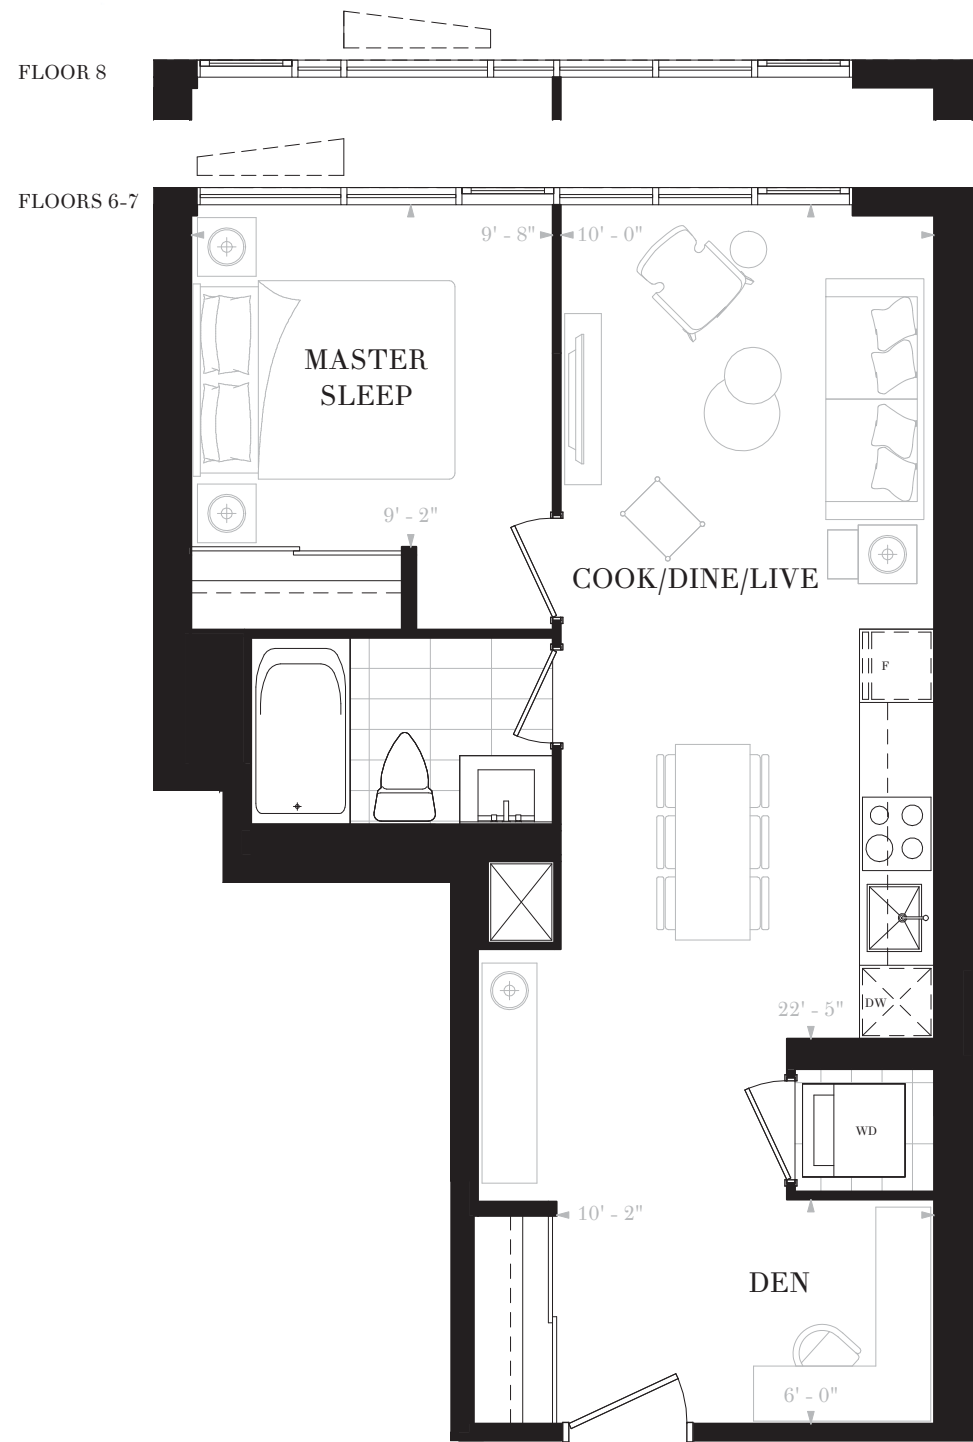 FLOOR 8
FLOORS 6-7
9' - 8"
10' - 0"
MASTER
SLEEP
9' - 2"
COOK/DINE/LIVE
F
DW
22' - 5"
WD
10' - 2"
DEN
6' - 0"